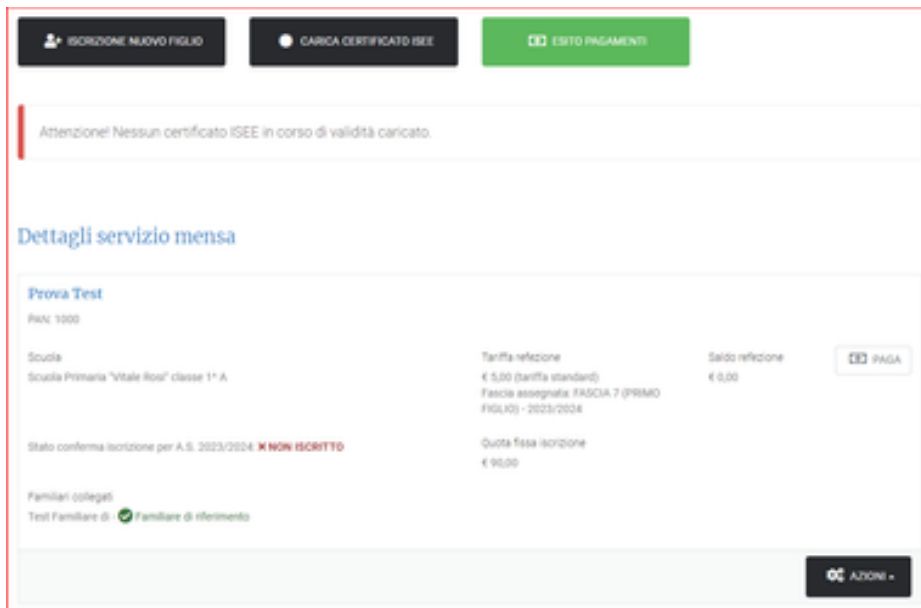 ISCRIZIONE NUOVO FIGLIO
CARICA CERTIFICATO ISEE
ESITO PAGAMENTI
Attenzione! Nessun certificato ISEE in corso di validità caricato.
Dettagli servizio mensa
Prova Test
PAN: 1000
Scuola
Scuola Primaria "Vitale Rosi" classe 1^ A
Tariffa refezione
€ 5,00 (tariffa standard)
Fascia assegnata: FASCIA 7 (PRIMO
FIGLIO) - 2023/2024
Saldo refezione
€ 0,00
PAGA
Stato conferma iscrizione per A.S. 2023/2024: NON ISCRITTO
Quota fissa iscrizione
€ 90,00
Familiari collegati
Test Familiare di - Familiare di riferimento
AZIONI